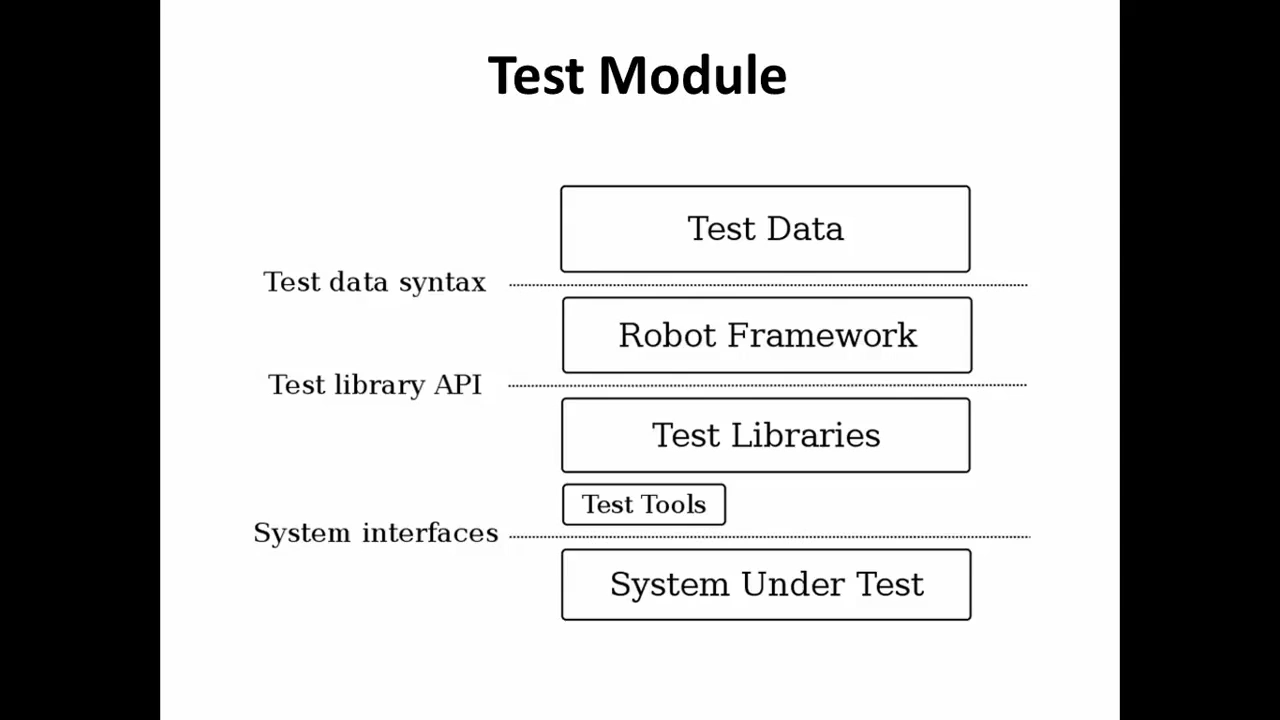 Test Module
Test Data
Test data syntax
Robot Framework
Test library API
Test Libraries
Test Tools
System interfaces
System Under Test